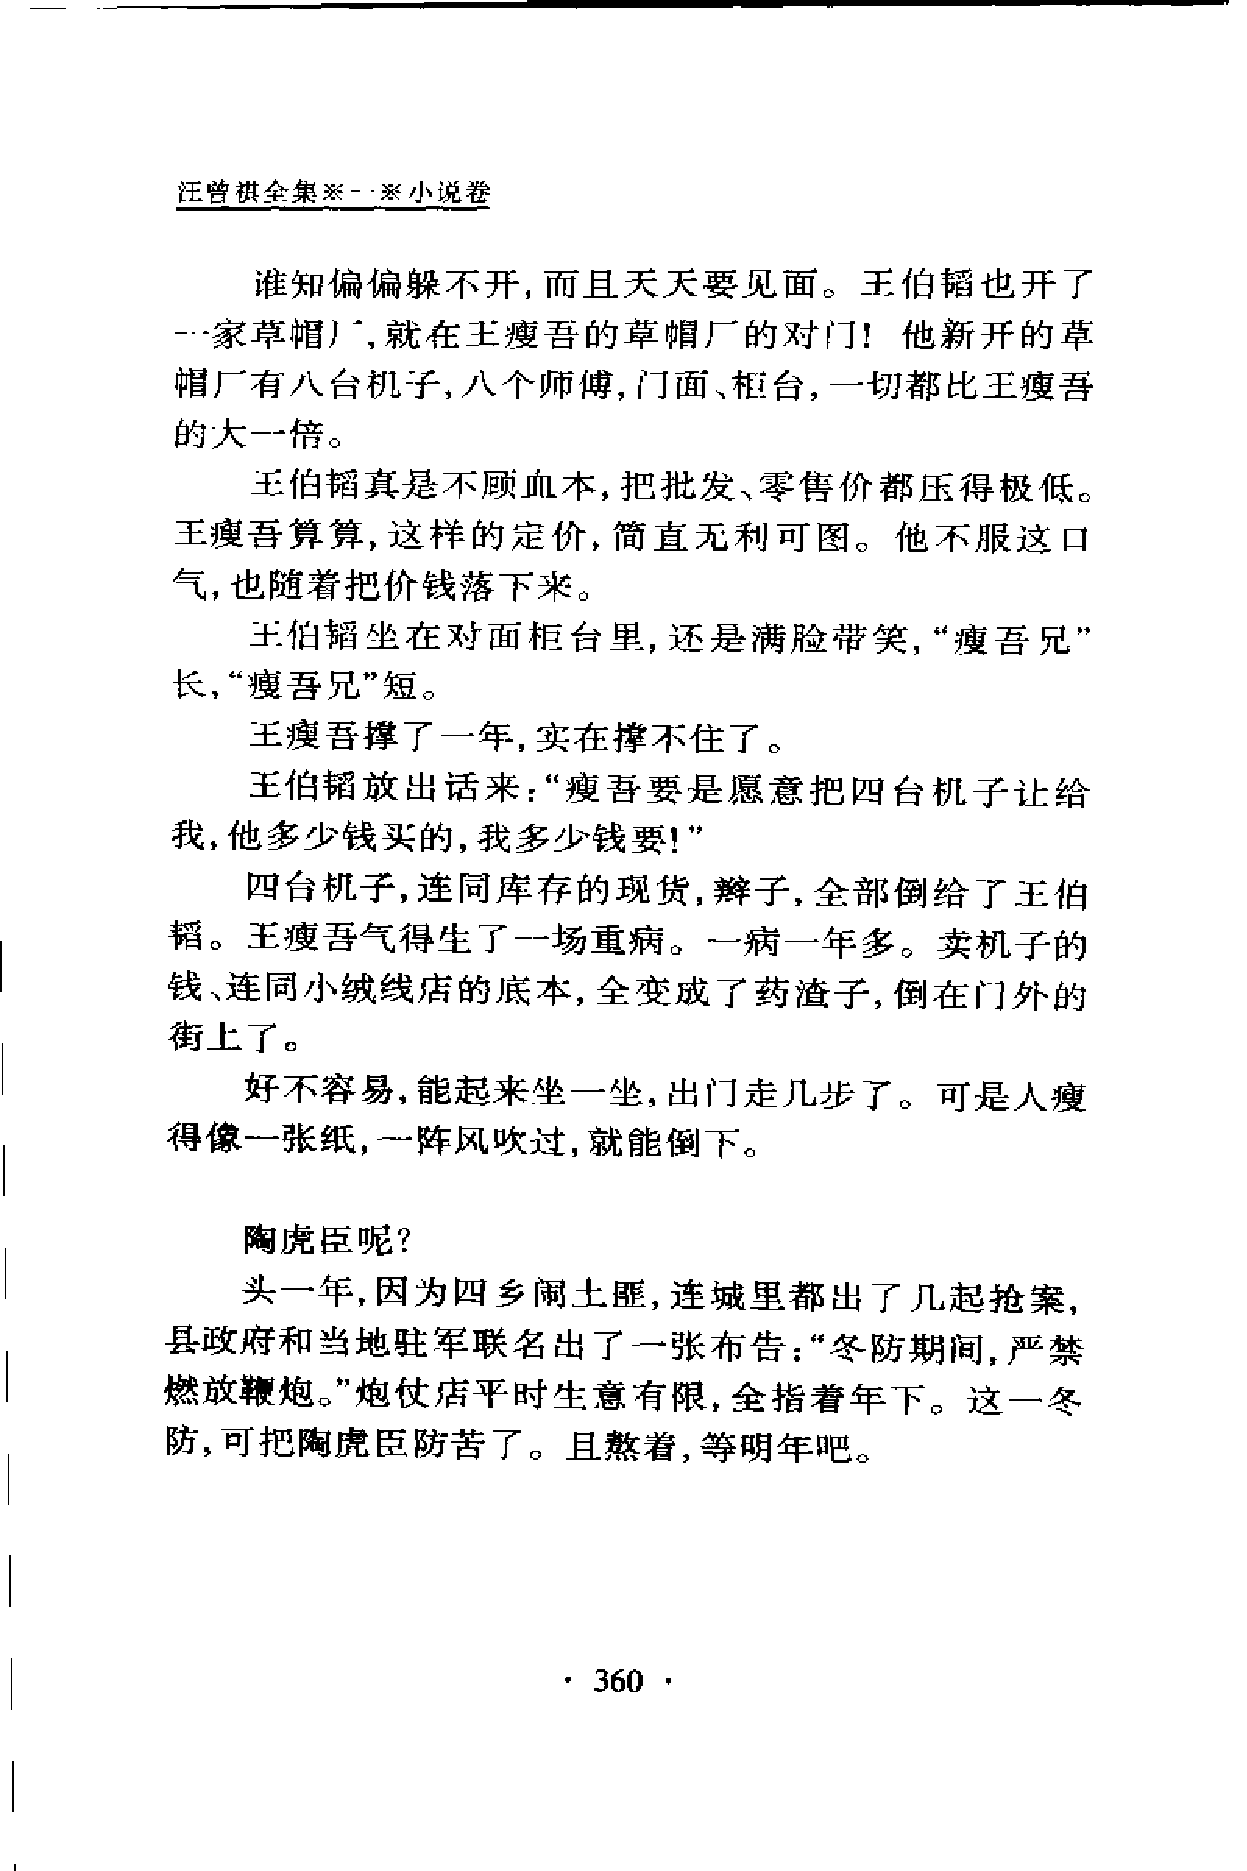 汪曾祺全集※一※小说卷
谁知偏偏躲不开,而且天天要见面。王伯韬也开了
一家草帽厂,就在王瘦吾的草帽厂的对门！他新开的草
帽厂有八台机子,八个师傅,门面、柜台,一切都比王瘦吾
的大一倍。
王伯韬真是不顾血本,把批发、零售价都压得极低。
王瘦吾算算,这样的定价,简直无利可图。他不服这口
气,也随着把价钱落下来。
王伯韬坐在对面柜台里,还是满脸带笑,“瘦吾兄”
长,“瘦吾兄”短。
王瘦吾撑了一年,实在撑不住了。
王伯韬放出话来:“瘦吾要是愿意把四台机子让给
我,他多少钱买的,我多少钱要!”
四台机子,连同库存的现货,辫子,全部倒给了王伯
韬。王瘦吾气得生了一场重病。一病一年多。卖机子的
钱、连同小绒线店的底本,全变成了药渣子,倒在门外的
街上了。
好不容易,能起来坐一坐,出门走几步了。可是人瘦
得像一张纸,一阵风吹过,就能倒下。
陶虎臣呢?
头一年,因为四乡闹土匪,连城里都出了几起抢案,
县政府和当地驻军联名出了一张布告:“冬防期间,严禁
燃放鞭炮。”炮仗店平时生意有限,全指着年下。这一冬
防,可把陶虎臣防苦了。且熬着,等明年吧。
· 360 ·